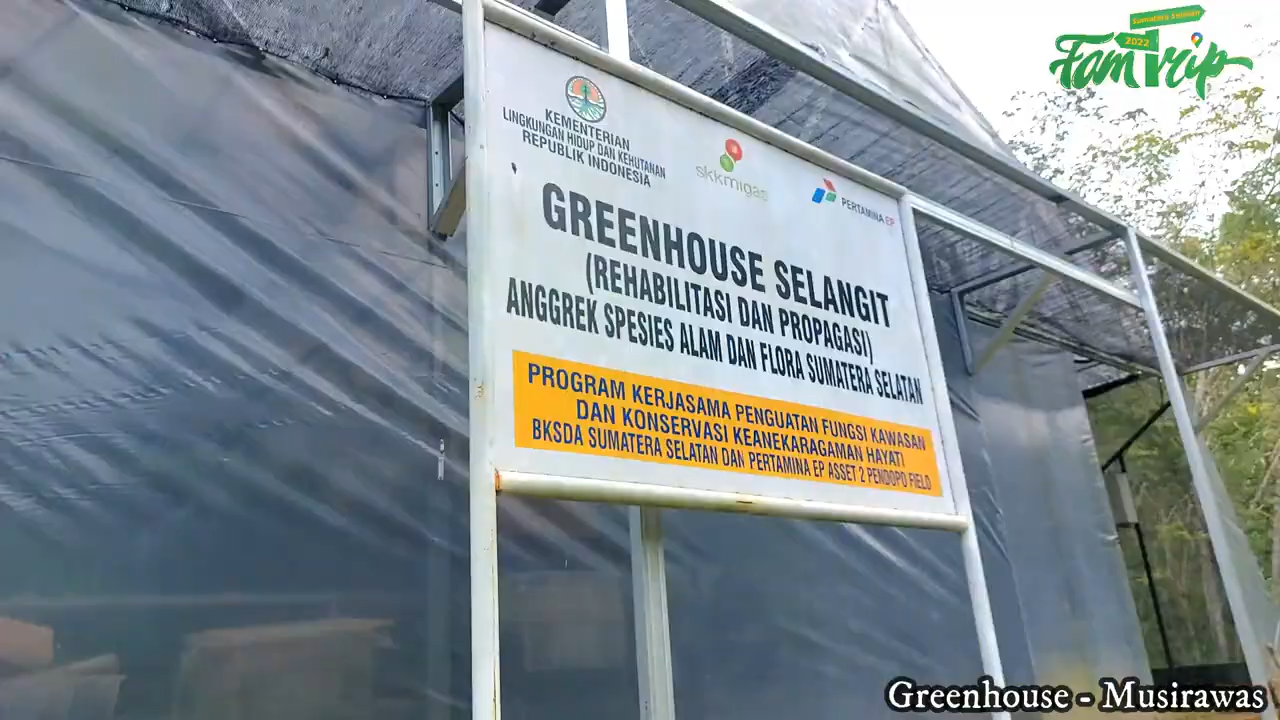 Sumatera Selatan
2022
FamTrip
KEMENTERIAN
LINGKUNGAN HIDUP DAN KEHUTANAN
REPUBLIK INDONESIA
skkmigas
PERTAMINA EP
GREENHOUSE SELANGIT
(REHABILITASI DAN PROPAGASI)
ANGGREK SPESIES ALAM DAN FLORA SUMATERA SELATAN
PROGRAM KERJASAMA PENGUATAN FUNGSI KAWASAN
DAN KONSERVASI KEANEKARAGAMAN HAYATI
BKSDA SUMATERA SELATAN DAN PERTAMINA EP ASSET 2 PENDOPO FIELD
Greenhouse - Musirawas